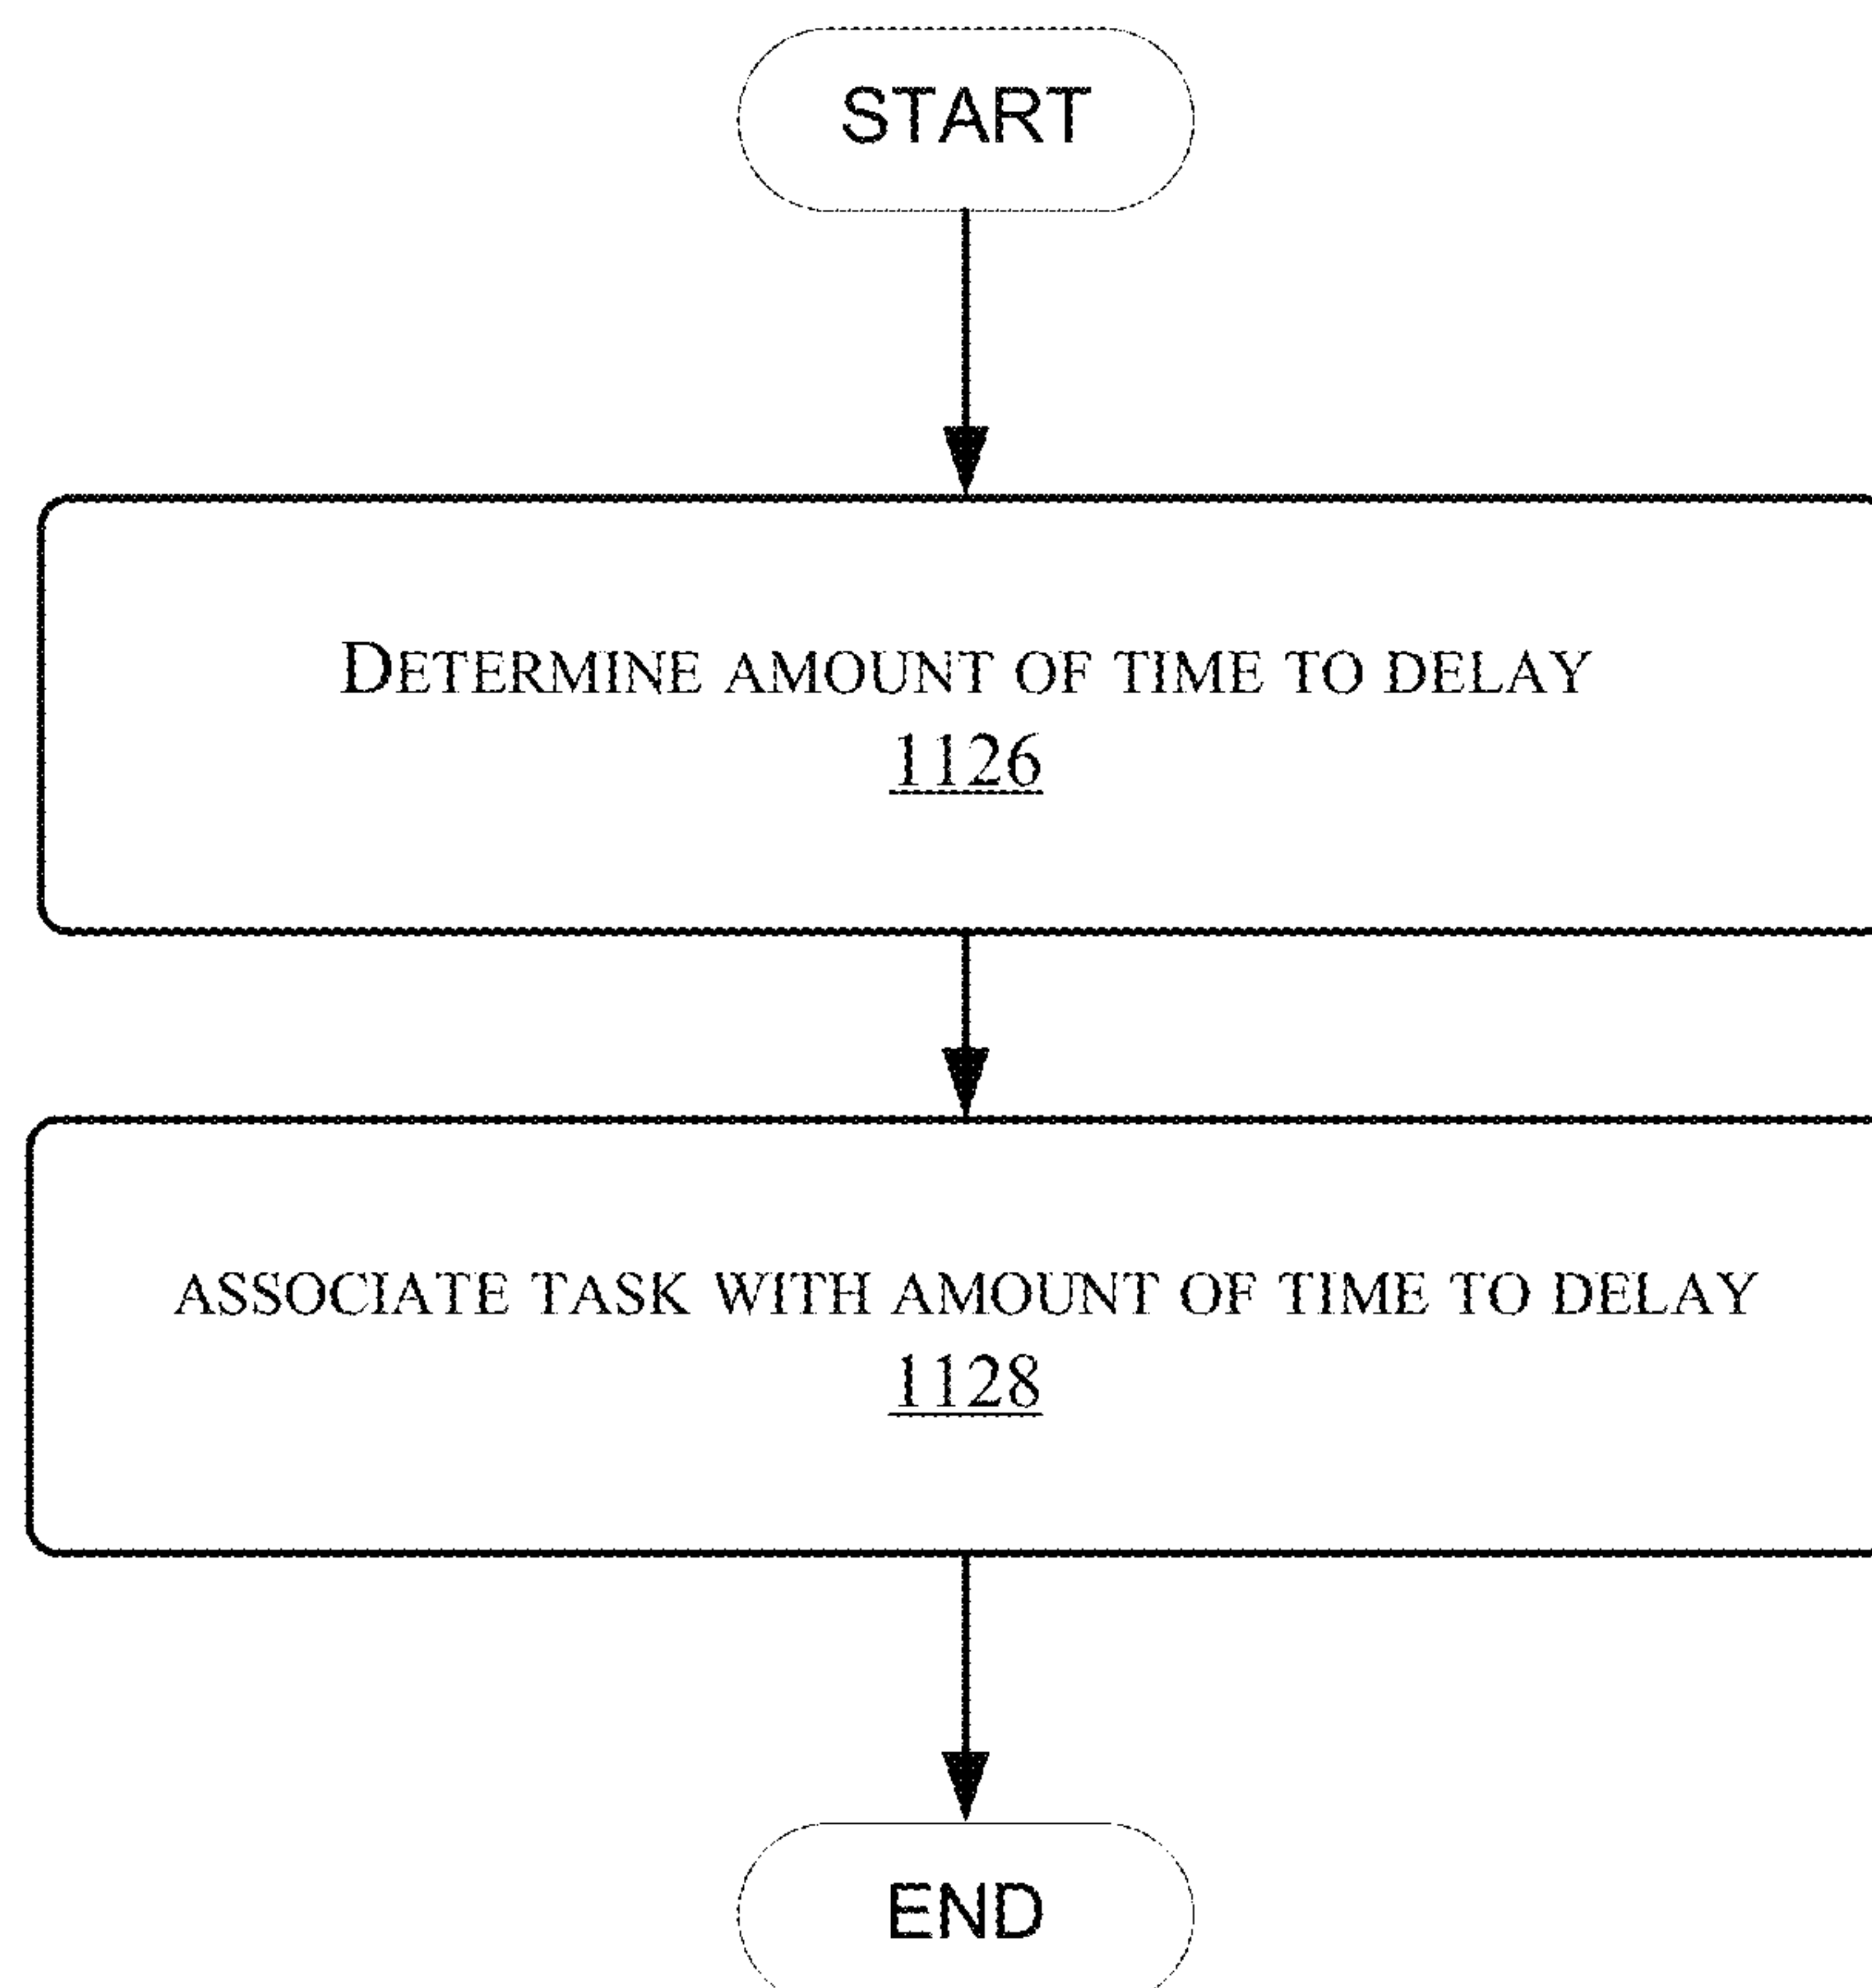 START
DETERMINE AMOUNT OF TIME TO DELAY
1126
ASSOCIATE TASK WITH AMOUNT OF TIME TO DELAY
1128
END